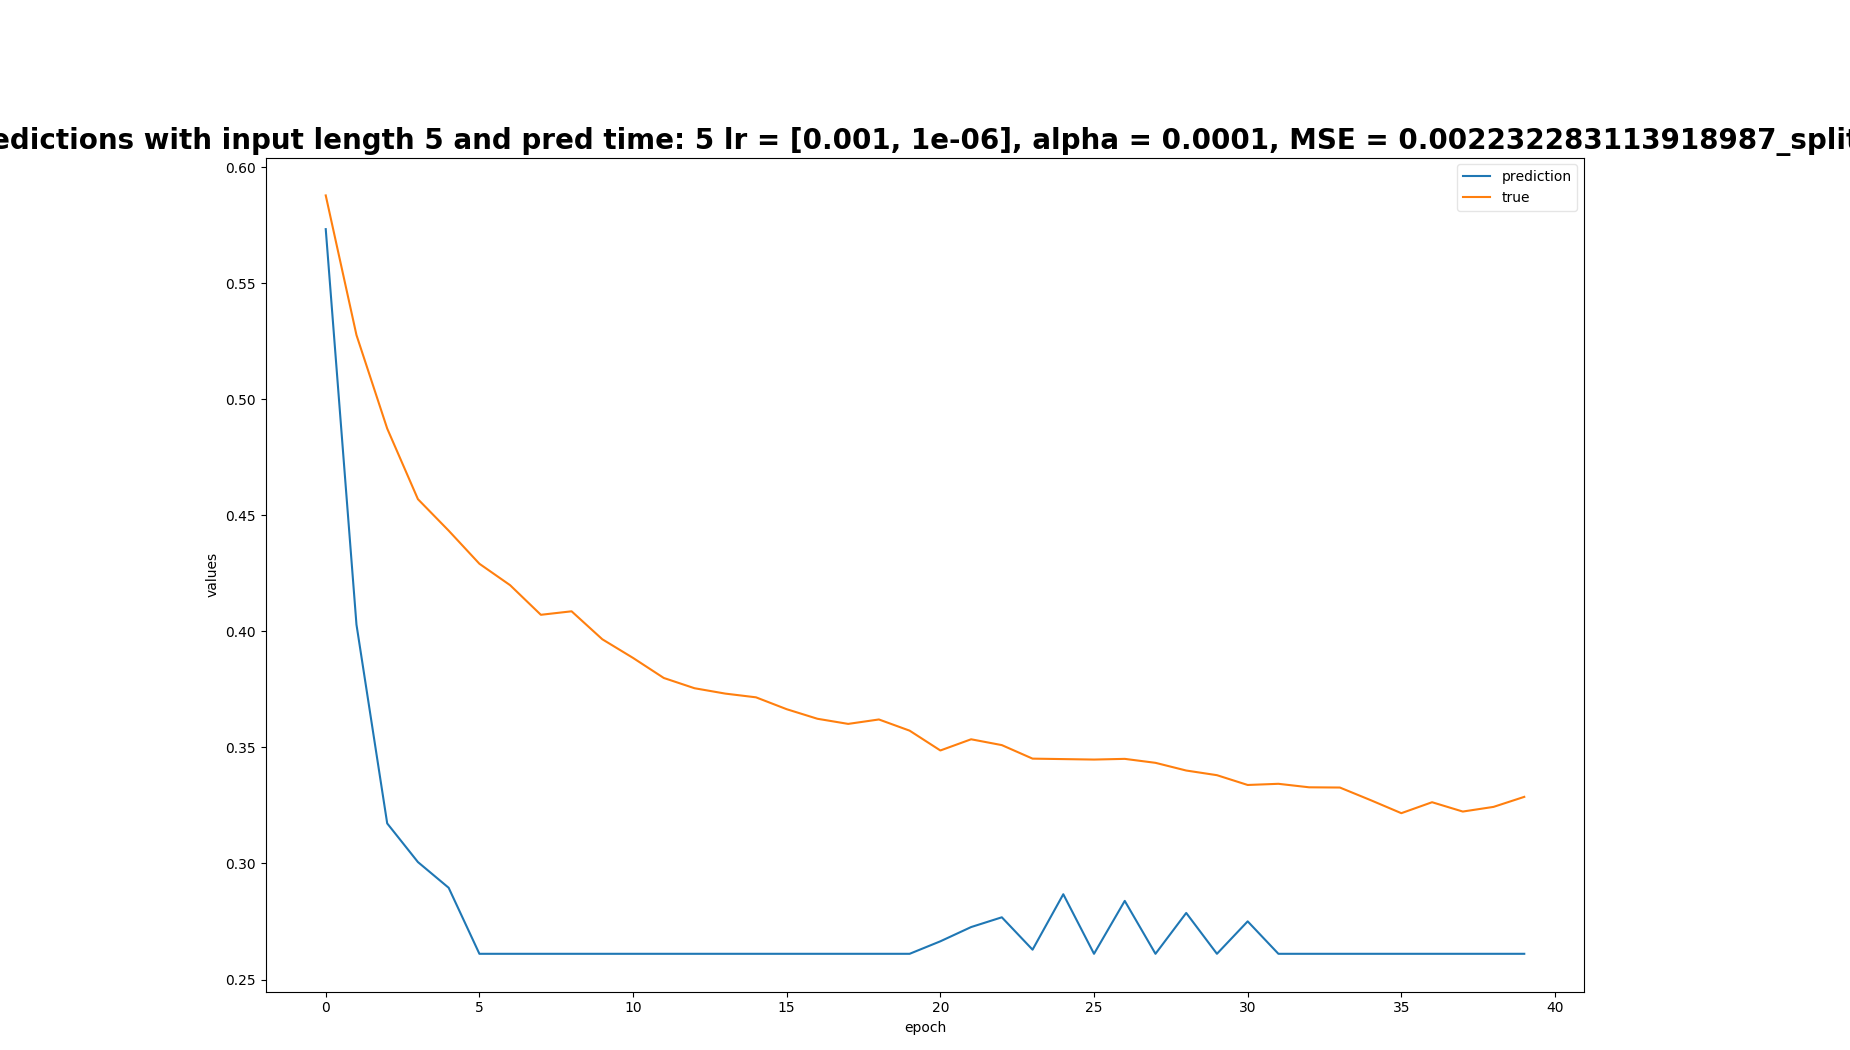 edictions with input length 5 and pred time: 5 lr = [0.001, 1e-06], alpha = 0.0001, MSE = 0.002232283113918987_split
prediction
true
0.60
0.55
0.50
0.45
0.40
0.35
0.30
0.25
values
0 5 10 15 20 25 30 35 40
epoch